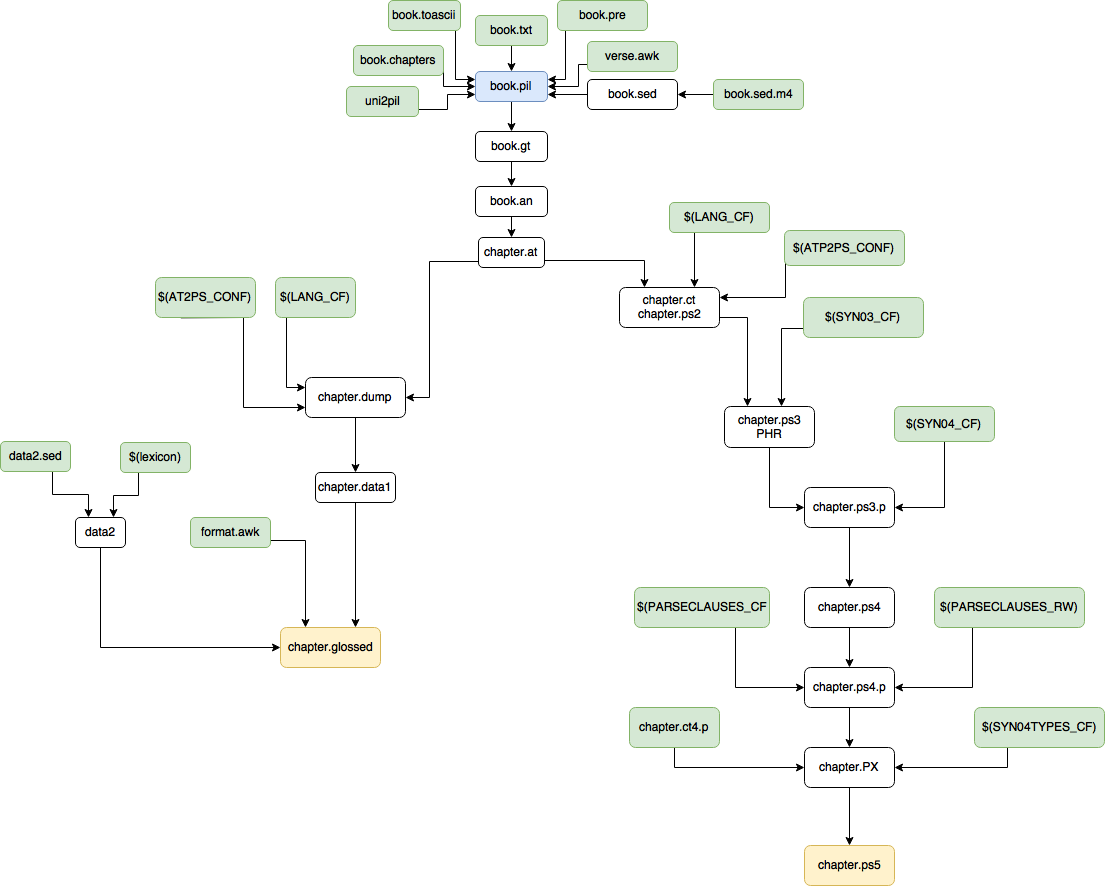 book.toascii
book.txt
book.pre
book.chapters
verse.awk
book.pil
uni2pil
book.sed
book.sed.m4
book.gt
book.an
$(LANG_CF)
chapter.at
$(ATP2PS_CONF)
$(AT2PS_CONF)
$(LANG_CF)
chapter.ct
chapter.ps2
$(SYN03_CF)
chapter.dump
chapter.ps3
PHR
$(SYN04_CF)
data2.sed
$(lexicon)
chapter.data1
chapter.ps3.p
data2
format.awk
$(PARSECLAUSES_CF
chapter.ps4
$(PARSECLAUSES_RW)
chapter.glossed
chapter.ps4.p
chapter.ct4.p
$(SYN04TYPES_CF)
chapter.PX
chapter.ps5